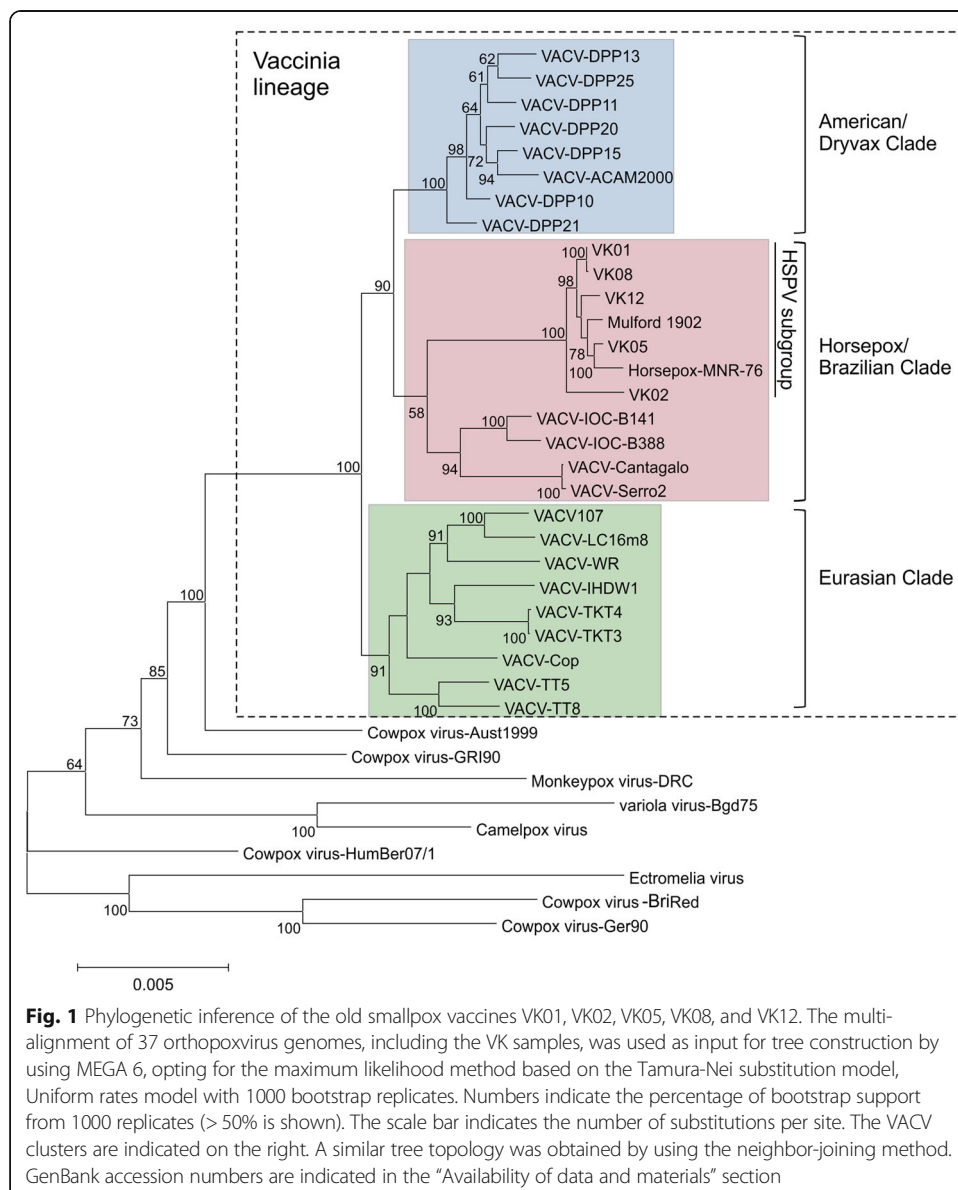 Vaccinia
lineage
62
VACV-DPP13
61
VACV-DPP25
64
VACV-DPP11
VACV-DPP20
98
72
VACV-DPP15
94
VACV-ACAM2000
100
VACV-DPP10
VACV-DPP21
American/
Dryvax Clade
90
100
VK01
VK08
98
VK12
100
Mulford 1902
78
VK05
100
Horsepox-MNR-76
VK02
HSPV subgroup
58
100
VACV-IOC-B141
VACV-IOC-B388
94
VACV-Cantagalo
100
VACV-Serro2
Horsepox/
Brazilian Clade
100
100
VACV107
91
VACV-LC16m8
VACV-WR
VACV-IHDW1
93
VACV-TKT4
100
VACV-TKT3
91
VACV-Cop
VACV-TT5
100
VACV-TT8
Eurasian Clade
100
Cowpox virus-Aust1999
85
Cowpox virus-GRI90
73
Monkeypox virus-DRC
64
variola virus-Bgd75
100
Camelpox virus
Cowpox virus-HumBer07/1
Ectromelia virus
100
Cowpox virus-BriRed
100
Cowpox virus-Ger90
0.005
Fig. 1 Phylogenetic inference of the old smallpox vaccines VK01, VK02, VK05, VK08, and VK12. The multi-
alignment of 37 orthopoxvirus genomes, including the VK samples, was used as input for tree construction by
using MEGA 6, opting for the maximum likelihood method based on the Tamura-Nei substitution model,
Uniform rates model with 1000 bootstrap replicates. Numbers indicate the percentage of bootstrap support
from 1000 replicates (> 50% is shown). The scale bar indicates the number of substitutions per site. The VACV
clusters are indicated on the right. A similar tree topology was obtained by using the neighbor-joining method.
GenBank accession numbers are indicated in the “Availability of data and materials” section